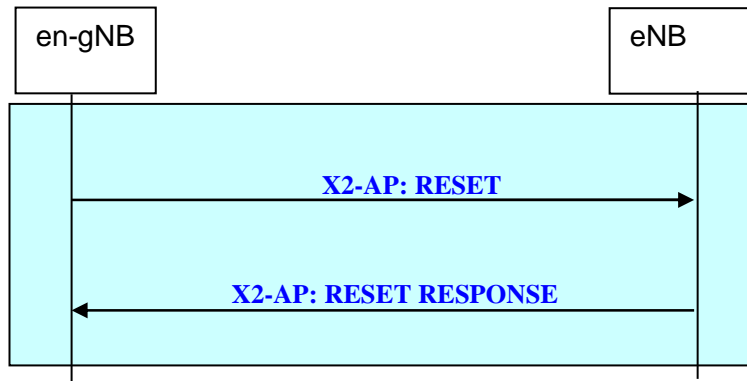 en-gNB
eNB
X2-AP: RESET
X2-AP: RESET RESPONSE